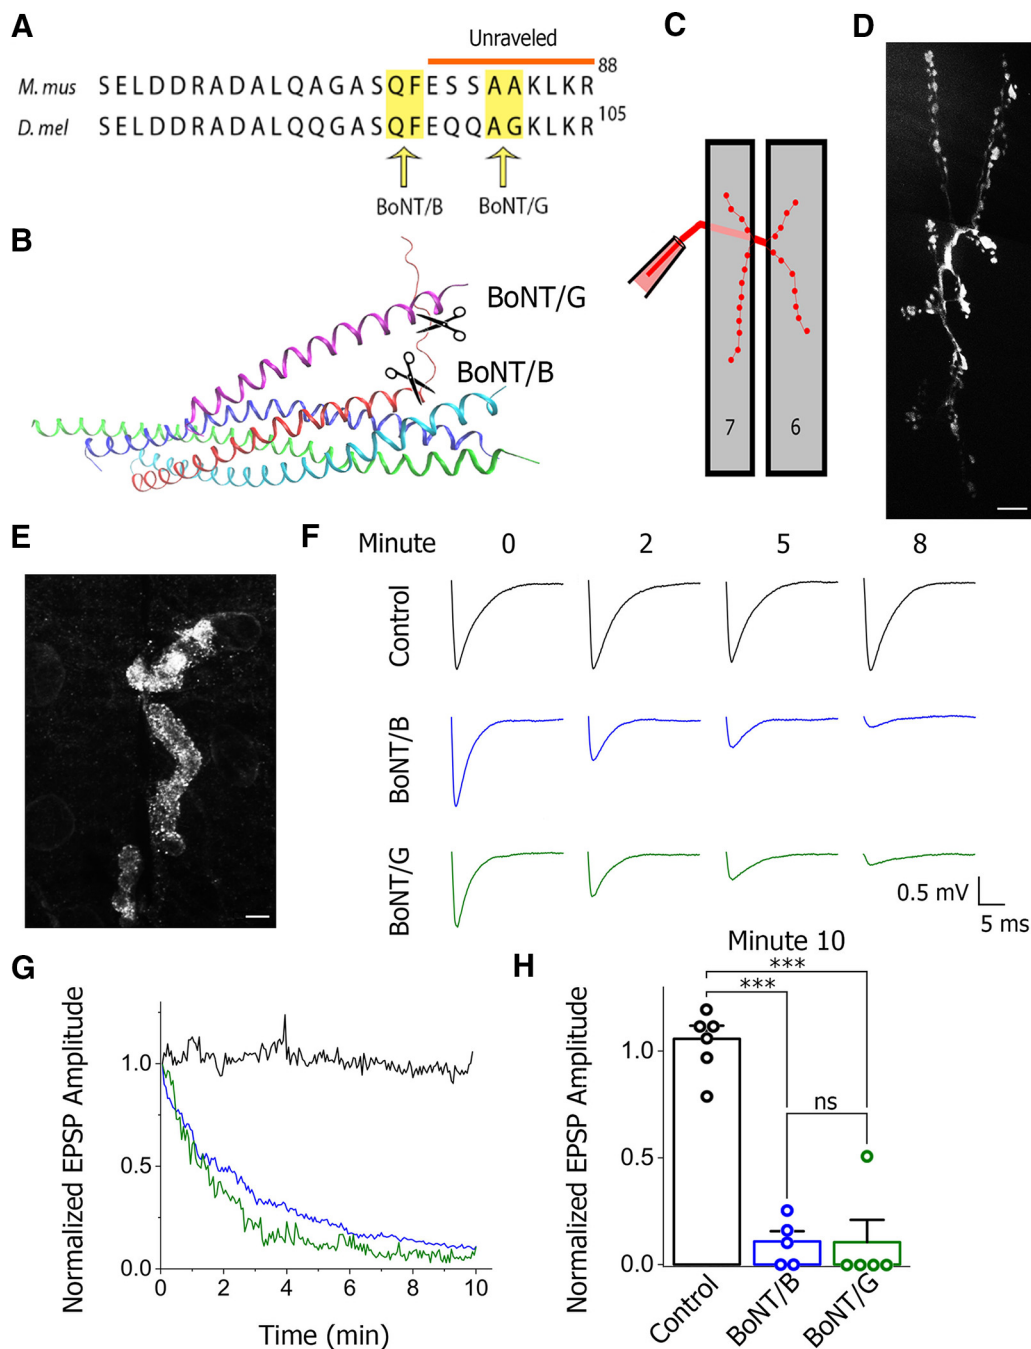 A
Unraveled
M. mus SELDDRADALQAGASQFESSAAKLKR 88
D. mel SELDDRADALQQGASQFEQQAGKLKR 105
BoNT/B BoNT/G
B
BoNT/G
BoNT/B
C
7 6
D
E
F
Minute 0 2 5 8
Control
BoNT/B
BoNT/G
0.5 mV
5 ms
G
Normalized EPSP Amplitude
1.0
0.5
0.0
0 2 4 6 8 10
Time (min)
H
Minute 10
***
***
ns
Normalized EPSP Amplitude
1.0
0.5
0.0
Control BoNT/B BoNT/G